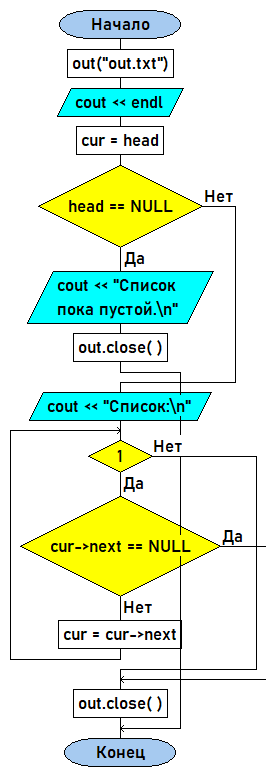 Начало
out("out.txt")
cout << endl
cur = head
head == NULL
Нет
Да
cout << "Список
пока пустой.\n"
out.close( )
cout << "Список:\n"
1
Нет
Да
cur->next == NULL
Да
Нет
cur = cur->next
out.close( )
Конец